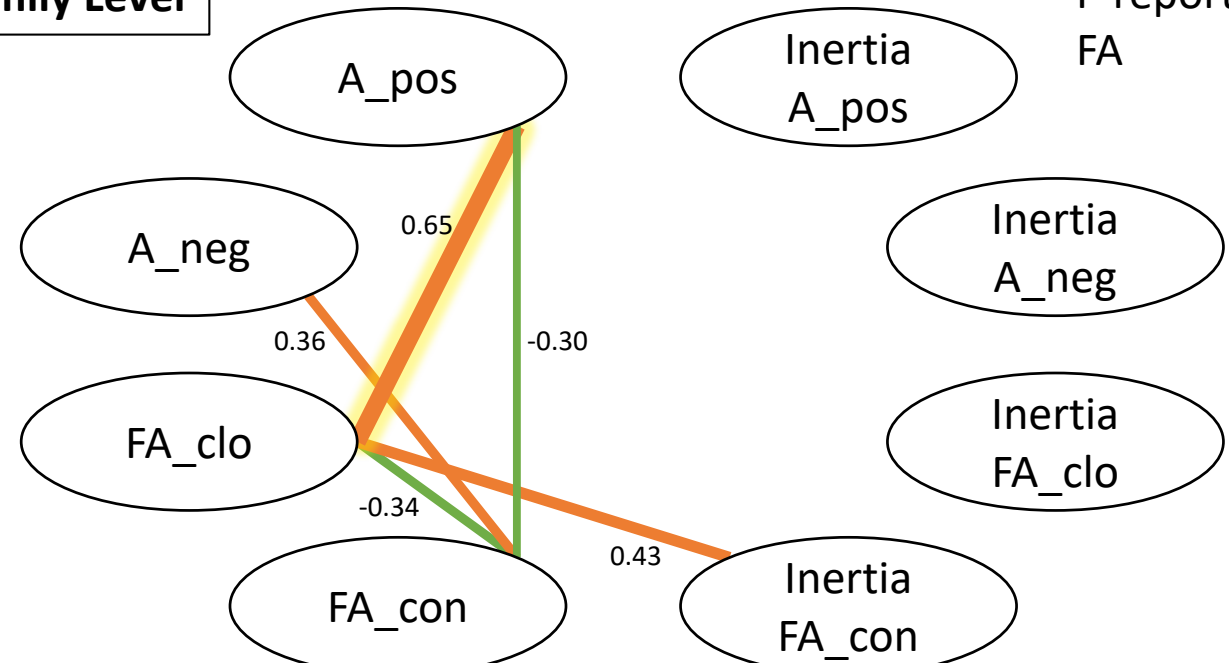 Level
FA
A_pos
Inertia
A_pos
A_neg
Inertia
A_neg
0.65
0.36
-0.30
FA_clo
Inertia
FA_clo
-0.34
0.43
FA_con
Inertia
FA_con